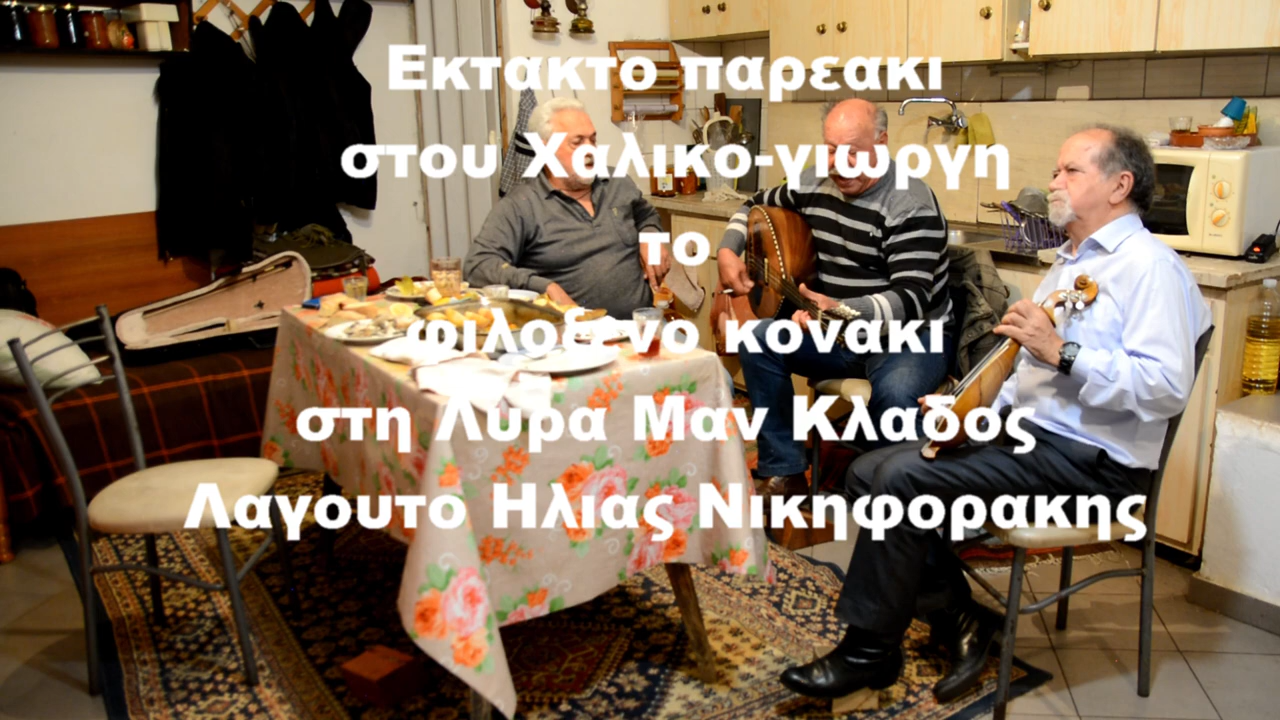 Εκτακτο παρεακι
στου Χαλικο-γιωργη
το
φιλοξενο κονακι
στη Λυρα Μαν Κλαδος
Λαγουτο Ηλιας Νικηφορακης